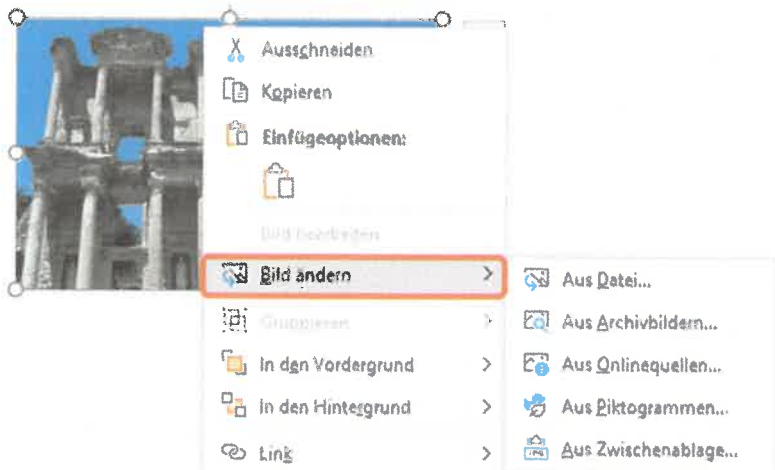 Ausschneiden
Kopieren
Einfügeoptionen:
Bild bearbeiten
Bild ändern
Gruppieren
In den Vordergrund
In den Hintergrund
Link
Aus Datei...
Aus Archivbildern...
Aus Onlinequellen...
Aus Piktogrammen...
Aus Zwischenablage...